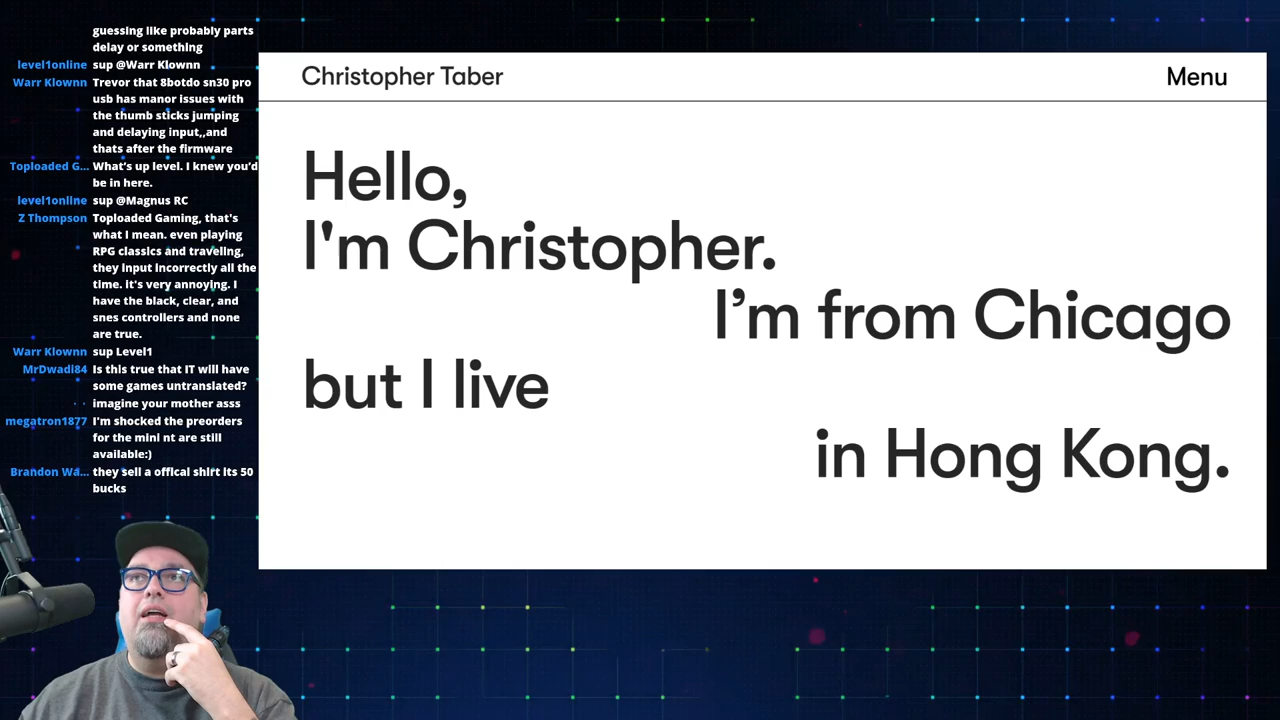 guessing like probably parts
delay or something
level1online sup @Warr Klownn
Warr Klownn Trevor that 8botdo sn30 pro
usb has manor issues with
the thumb sticks jumping
and delaying input,,and
thats after the firmware
Toploaded G... What's up level. I knew you'd
be in here.
level1online sup @Magnus RC
Z Thompson Toploaded Gaming, that's
what I mean. even playing
RPG classics and traveling,
they input incorrectly all the
time. it's very annoying. I
have the black, clear, and
snes controllers and none
are true.
Warr Klownn sup Level1
MrDwadl84 Is this true that IT will have
some games untranslated?
· · imagine your mother asss
megatron1877 I'm shocked the preorders
for the mini nt are still
available:)
Brandon Wa... they sell a offical shirt its 50
bucks
Christopher Taber
Menu
Hello,
I'm Christopher.
I’m from Chicago
but I live
in Hong Kong.